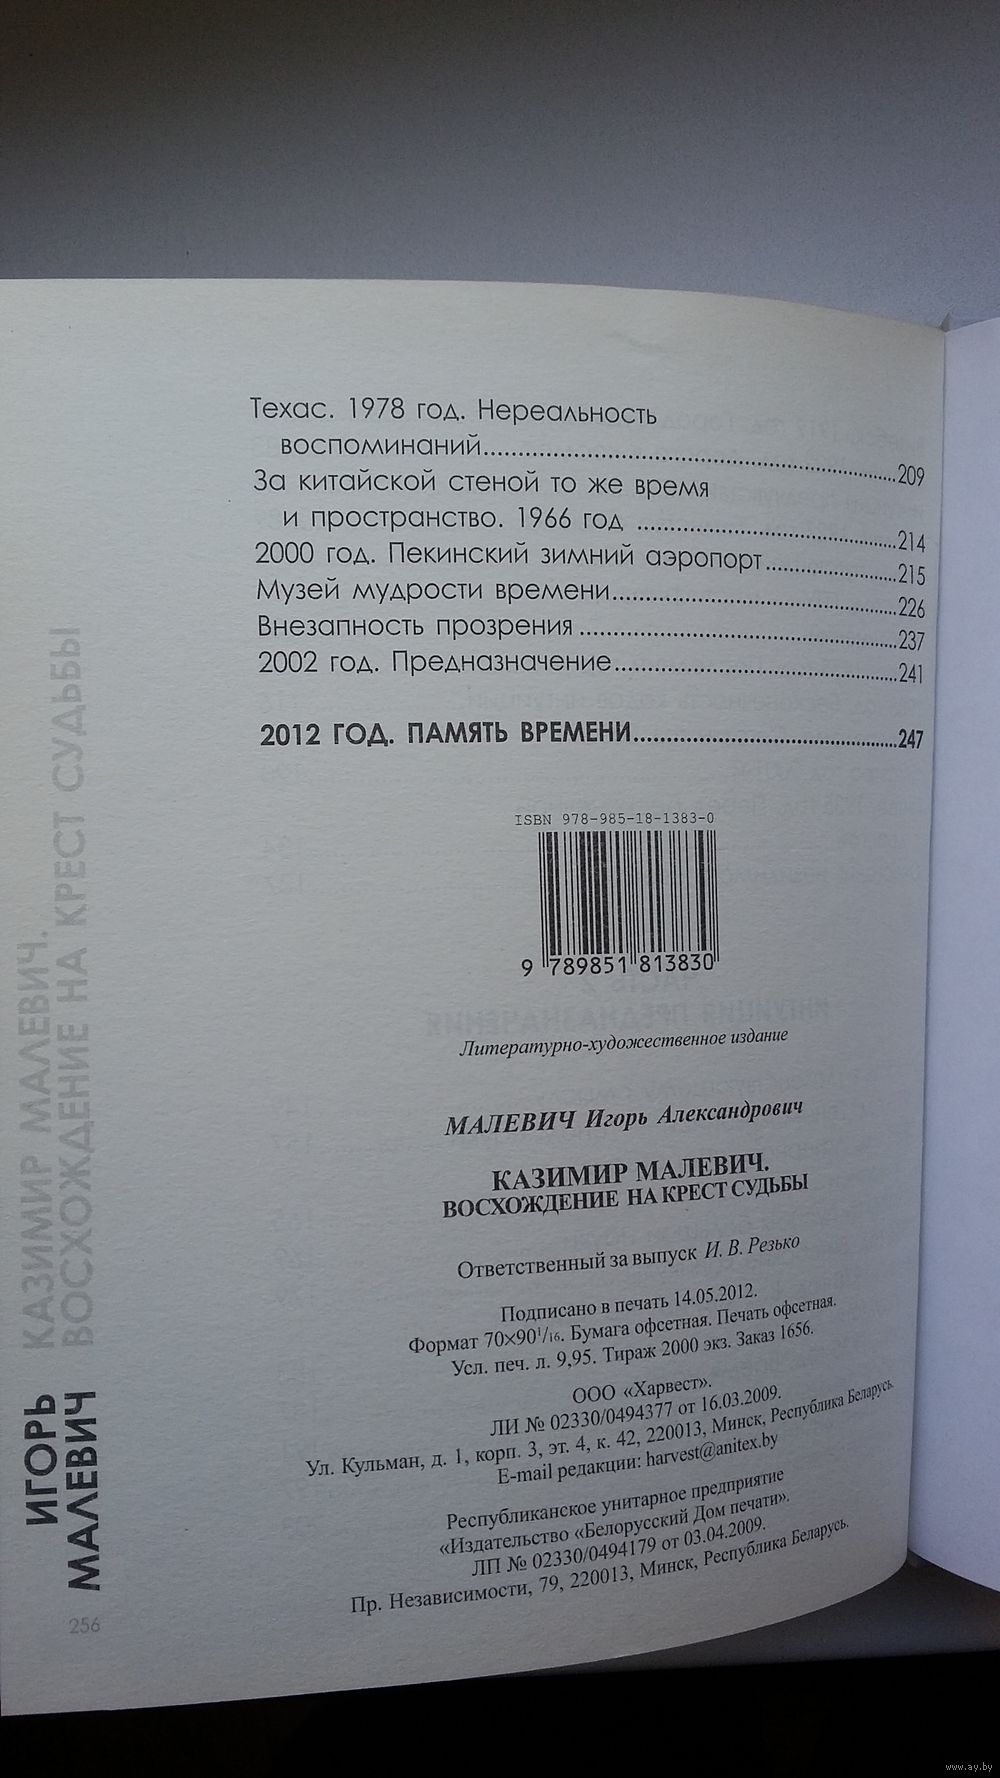 Техас. 1978 год. Нереальность
воспоминаний......209
За китайской стеной то же время
и пространство. 1966 год ......214
2000 год. Пекинский зимний аэропорт......215
Музей мудрости времени......226
Внезапность прозрения......237
2002 год. Предназначение......241
2012 ГОД. ПАМЯТЬ ВРЕМЕНИ......247
ISBN 978-985-18-1383-0
9 789851 813830
Литературно-художественное издание
МАЛЕВИЧ Игорь Александрович
КАЗИМИР МАЛЕВИЧ.
ВОСХОЖДЕНИЕ НА КРЕСТ СУДЬБЫ
Ответственный за выпуск И. В. Резько
Подписано в печать 14.05.2012.
Формат 70×90¹/₁₆. Бумага офсетная. Печать офсетная.
Усл. печ. л. 9,95. Тираж 2000 экз. Заказ 1656.
ООО «Харвест».
ЛИ № 02330/0494377 от 16.03.2009.
Ул. Кульман, д. 1, корп. 3, эт. 4, к. 42, 220013, Минск, Республика Беларусь.
E-mail редакции: harvest@anitex.by
Республиканское унитарное предприятие
«Издательство «Белорусский Дом печати».
ЛП № 02330/0494179 от 03.04.2009.
Пр. Независимости, 79, 220013, Минск, Республика Беларусь.
ИГОРЬ
МАЛЕВИЧ
КАЗИМИР МАЛЕВИЧ.
ВОСХОЖДЕНИЕ НА КРЕСТ СУДЬБЫ
256
www.ay.by